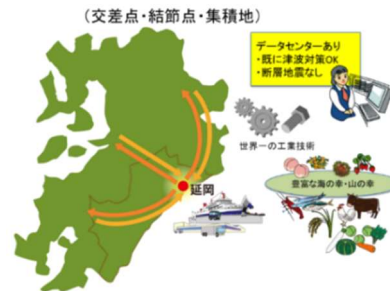 (交差点・結節点・集積地)
データセンターあり
・既に津波対策OK
・断層地震なし
世界一の工業技術
延岡
豊富な海の幸・山の幸